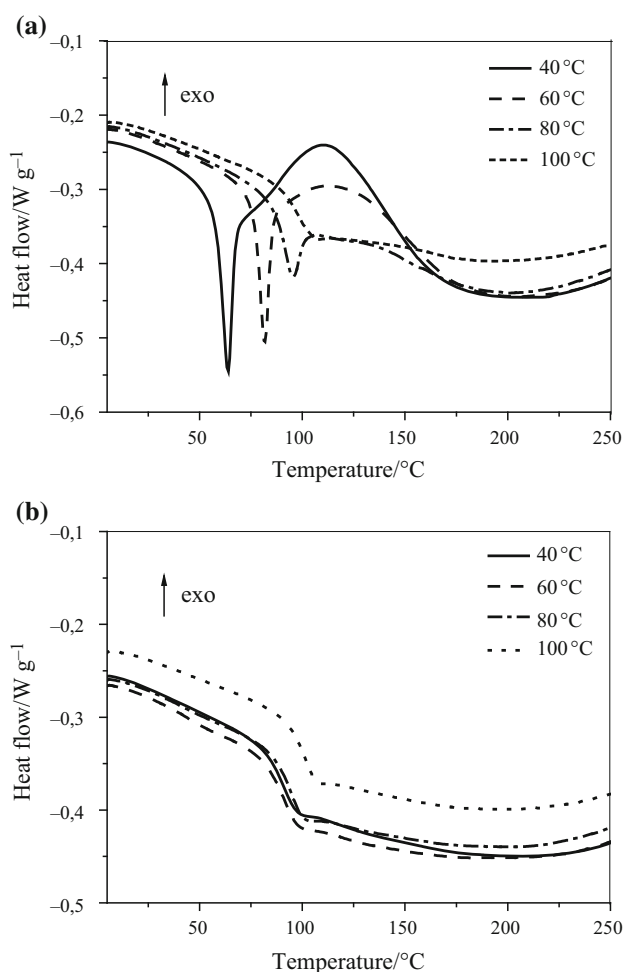 (a)
–0,1
–0,2
–0,3
–0,4
–0,5
–0,6
Heat flow/W g–1
exo
40 °C
60 °C
80 °C
100 °C
50
100
150
200
250
Temperature/°C
(b)
–0,1
–0,2
–0,3
–0,4
–0,5
Heat flow/W g–1
exo
40 °C
60 °C
80 °C
100 °C
50
100
150
200
250
Temperature/°C